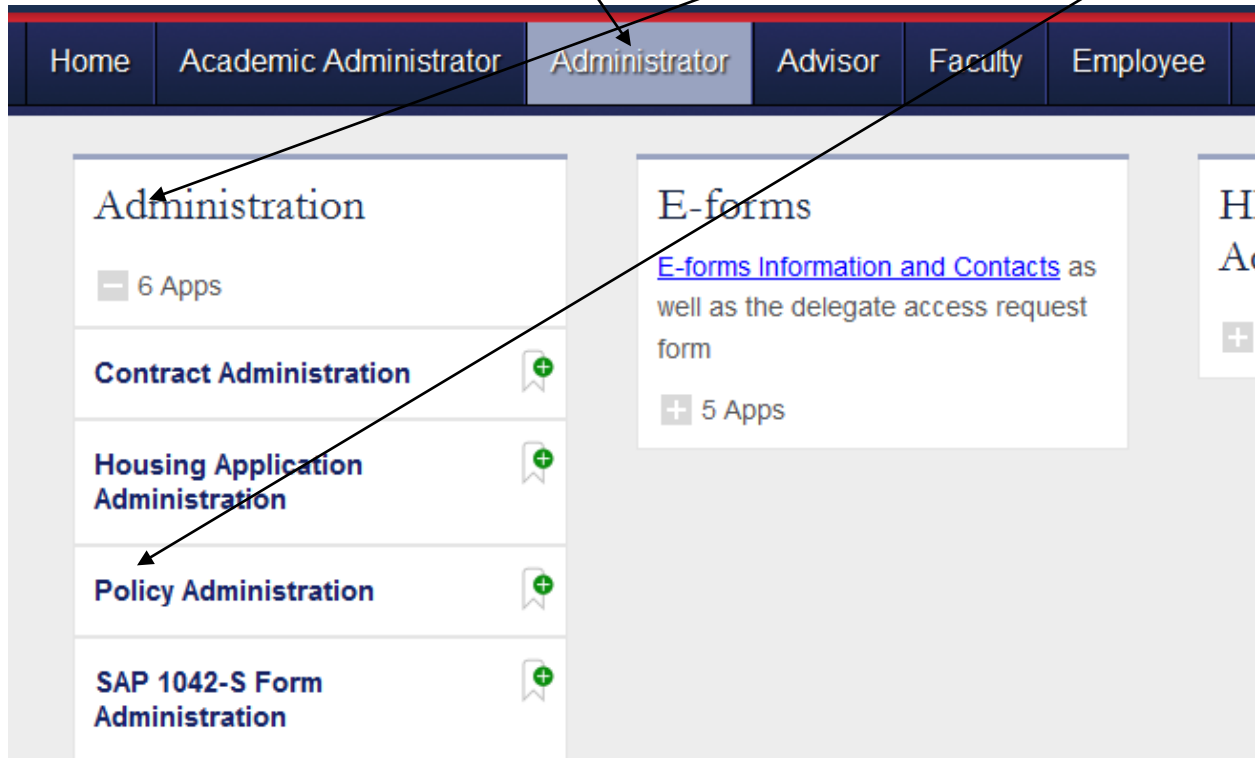 Home Academic Administrator Administrator Advisor Faculty Employee
Administration
6 Apps
Contract Administration
Housing Application
Administration
Policy Administration
SAP 1042-S Form
Administration
E-forms
E-forms Information and Contacts as
well as the delegate access request
form
5 Apps